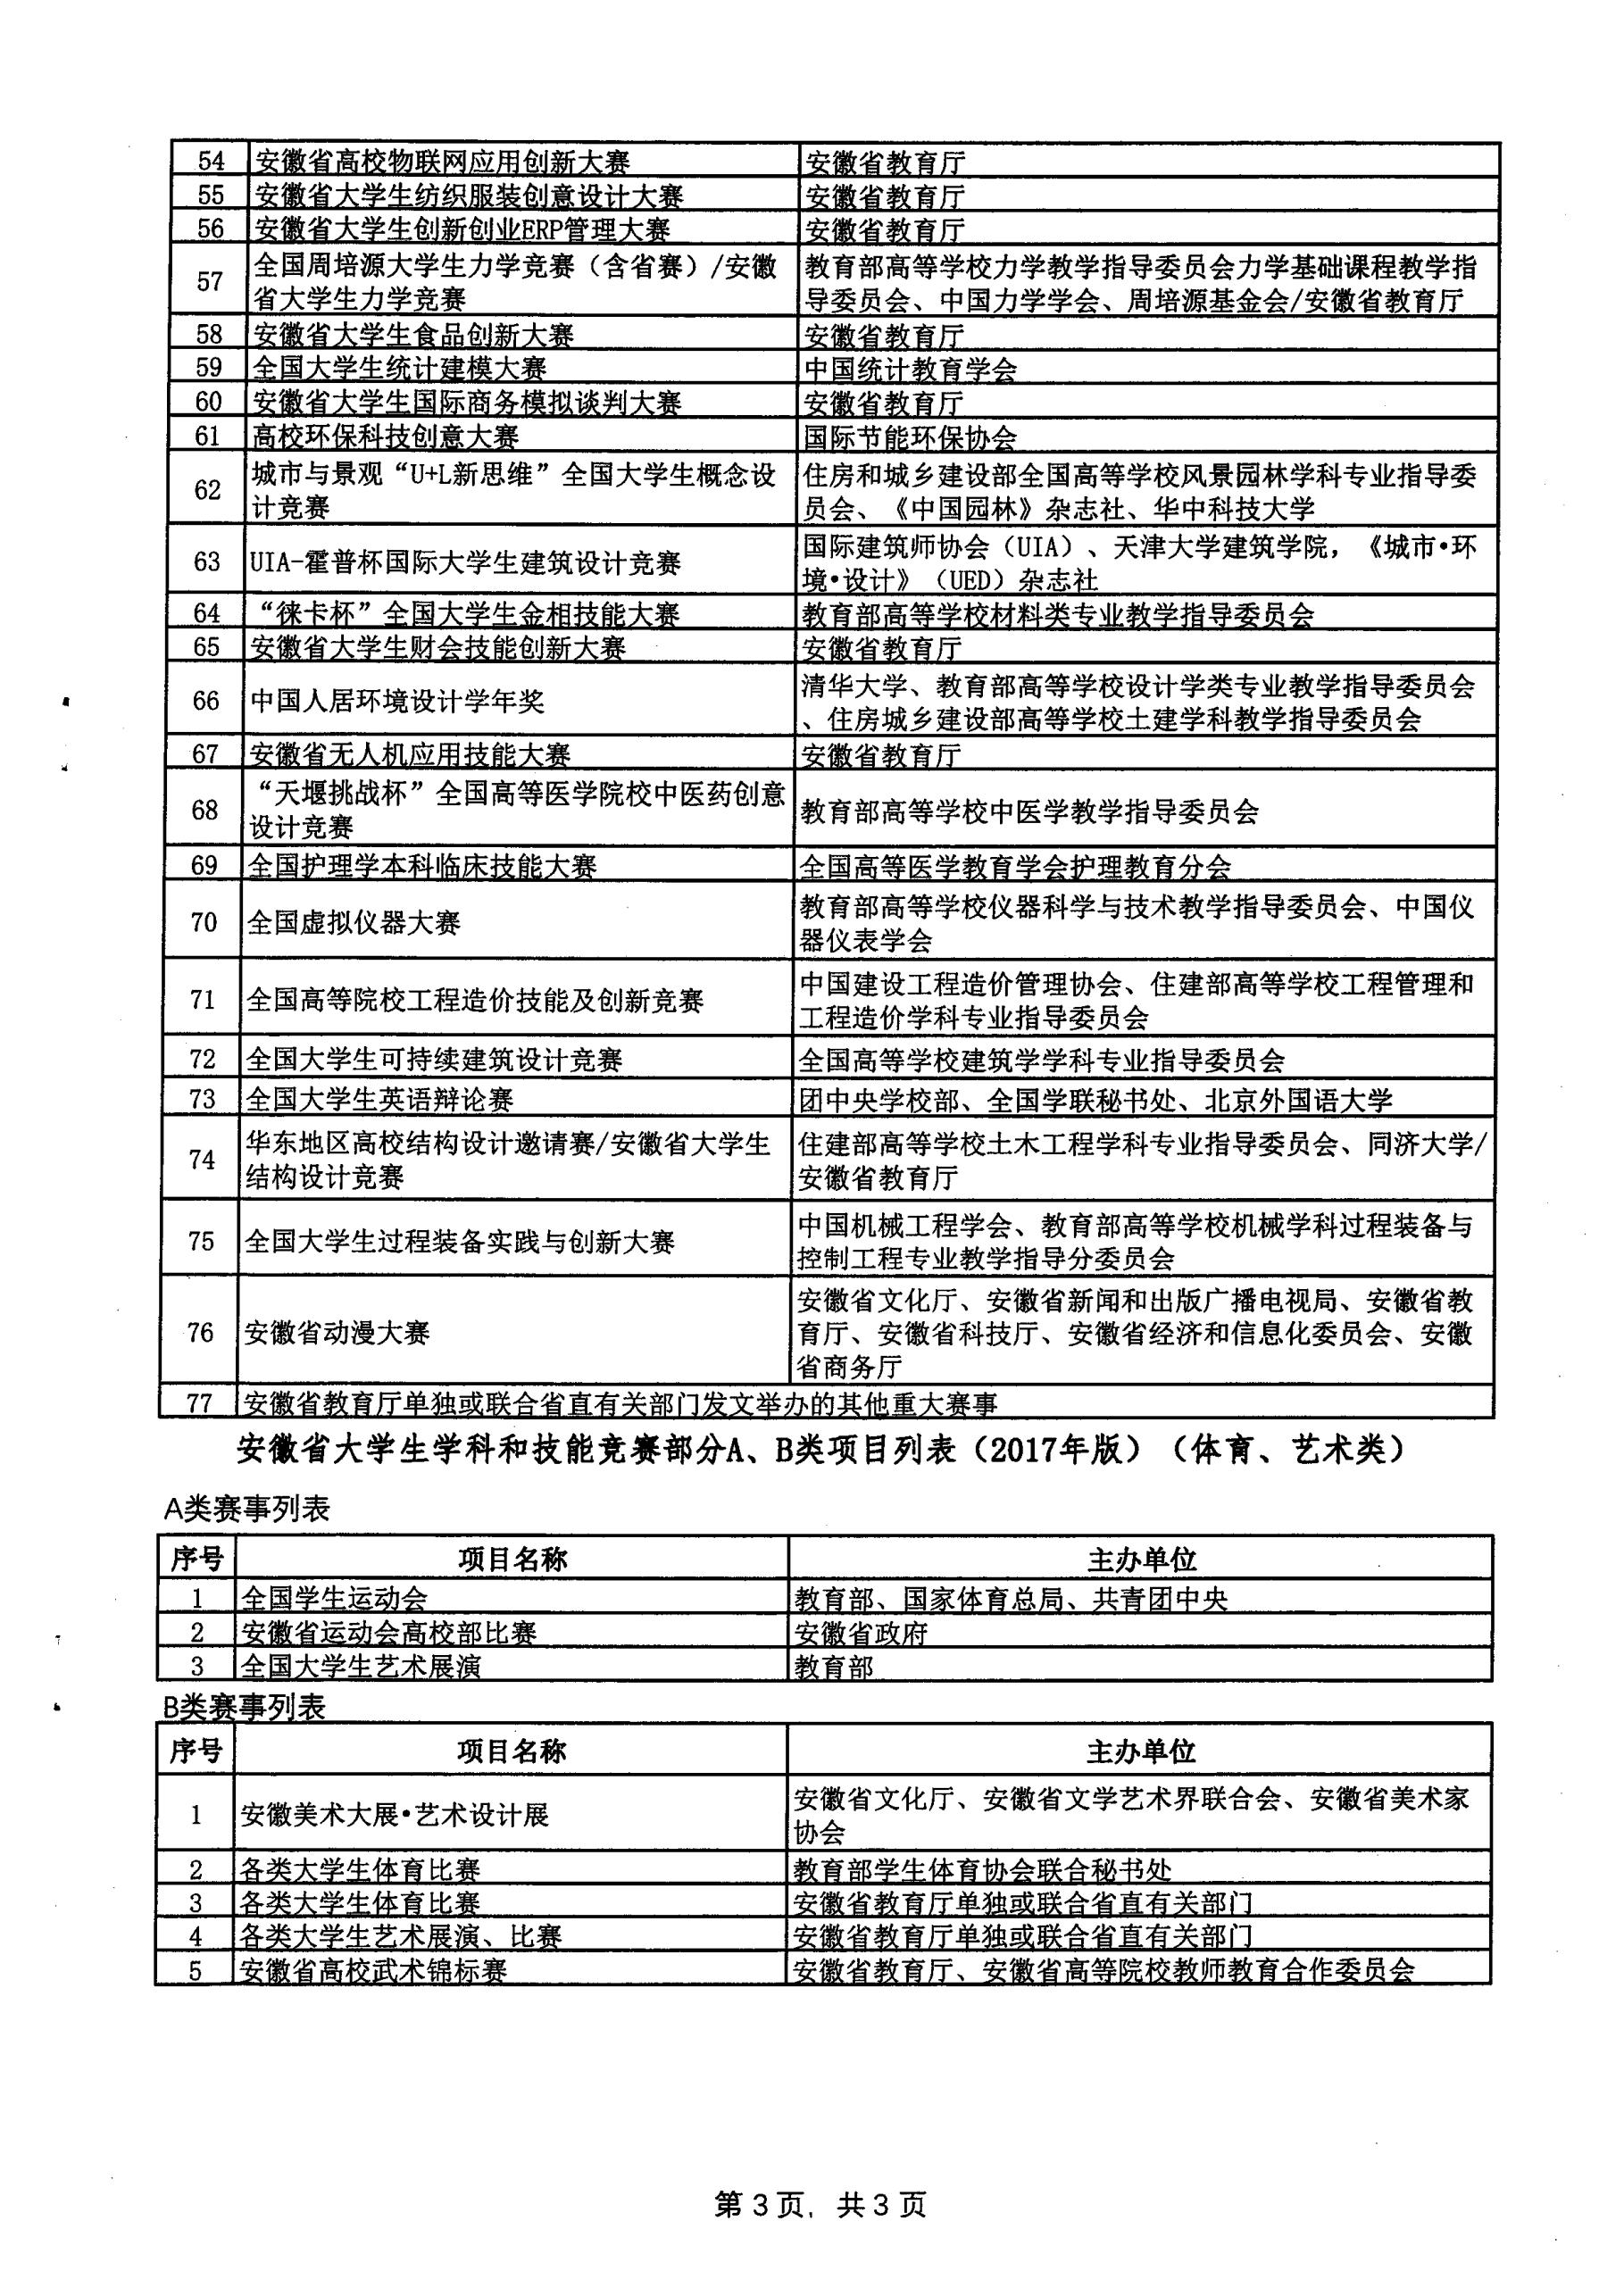 54 安徽省高校物联网应用创新大赛 安徽省教育厅
55 安徽省大学生纺织服装创意设计大赛 安徽省教育厅
56 安徽省大学生创新创业ERP管理大赛 安徽省教育厅
57 全国周培源大学生力学竞赛（含省赛）/安徽 教育部高等学校力学教学指导委员会力学基础课程教学指
省大学生力学竞赛 导委员会、中国力学学会、周培源基金会/安徽省教育厅
58 安徽省大学生食品创新大赛 安徽省教育厅
59 全国大学生统计建模大赛 中国统计教育学会
60 安徽省大学生国际商务模拟谈判大赛 安徽省教育厅
61 高校环保科技创意大赛 国际节能环保协会
62 城市与景观“U+L新思维”全国大学生概念设 住房和城乡建设部全国高等学校风景园林学科专业指导委
计竞赛 员会、《中国园林》杂志社、华中科技大学
63 UIA-霍普杯国际大学生建筑设计竞赛 国际建筑师协会（UIA）、天津大学建筑学院，《城市•环
境•设计》（UED）杂志社
64 “徕卡杯”全国大学生金相技能大赛 教育部高等学校材料类专业教学指导委员会
65 安徽省大学生财会技能创新大赛 安徽省教育厅
66 中国人居环境设计学年奖 清华大学、教育部高等学校设计学类专业教学指导委员会
、住房城乡建设部高等学校土建学科教学指导委员会
67 安徽省无人机应用技能大赛 安徽省教育厅
68 “天堰挑战杯”全国高等医学院校中医药创意 教育部高等学校中医学教学指导委员会
设计竞赛
69 全国护理学本科临床技能大赛 全国高等医学教育学会护理教育分会
70 全国虚拟仪器大赛 教育部高等学校仪器科学与技术教学指导委员会、中国仪
器仪表学会
71 全国高等院校工程造价技能及创新竞赛 中国建设工程造价管理协会、住建部高等学校工程管理和
工程造价学科专业指导委员会
72 全国大学生可持续建筑设计竞赛 全国高等学校建筑学学科专业指导委员会
73 全国大学生英语辩论赛 团中央学校部、全国学联秘书处、北京外国语大学
74 华东地区高校结构设计邀请赛/安徽省大学生 住建部高等学校土木工程学科专业指导委员会、同济大学/
结构设计竞赛 安徽省教育厅
75 全国大学生过程装备实践与创新大赛 中国机械工程学会、教育部高等学校机械学科过程装备与
控制工程专业教学指导分委员会
76 安徽省动漫大赛 安徽省文化厅、安徽省新闻和出版广播电视局、安徽省教
育厅、安徽省科技厅、安徽省经济和信息化委员会、安徽
省商务厅
77 安徽省教育厅单独或联合省直有关部门发文举办的其他重大赛事
安徽省大学生学科和技能竞赛部分A、B类项目列表（2017年版）（体育、艺术类）
A类赛事列表
序号 项目名称 主办单位
1 全国学生运动会 教育部、国家体育总局、共青团中央
2 安徽省运动会高校部比赛 安徽省政府
3 全国大学生艺术展演 教育部
B类赛事列表
序号 项目名称 主办单位
1 安徽美术大展•艺术设计展 安徽省文化厅、安徽省文学艺术界联合会、安徽省美术家
协会
2 各类大学生体育比赛 教育部学生体育协会联合秘书处
3 各类大学生体育比赛 安徽省教育厅单独或联合省直有关部门
4 各类大学生艺术展演、比赛 安徽省教育厅单独或联合省直有关部门
5 安徽省高校武术锦标赛 安徽省教育厅、安徽省高等院校教师教育合作委员会
第 3 页，共 3 页